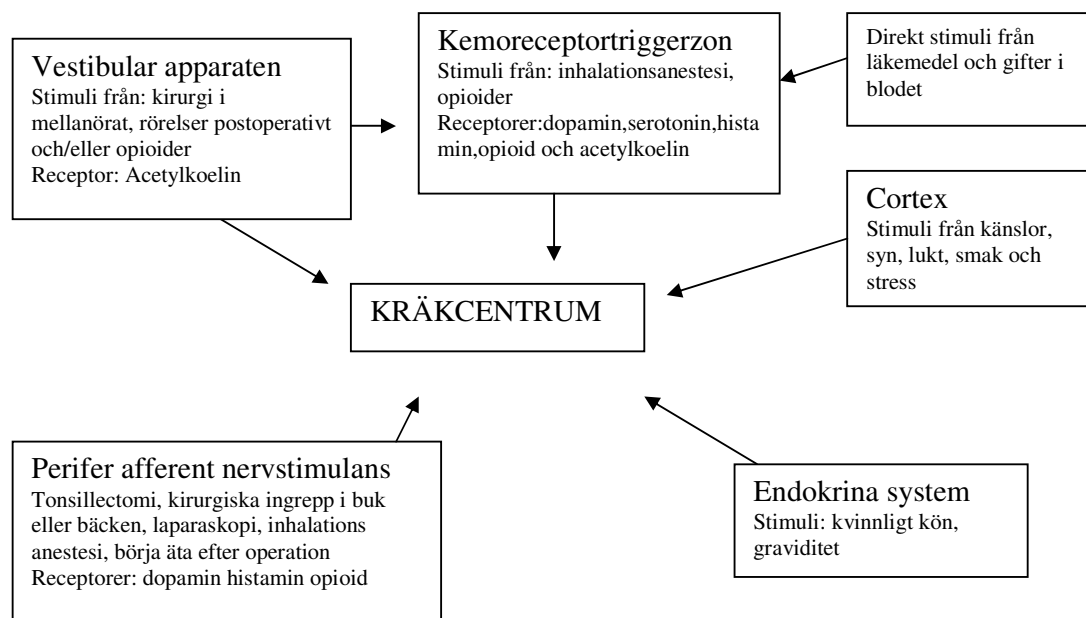 Vestibular apparaten
Stimuli från: kirurgi i
mellanörat, rörelser postoperativt
och/eller opioider
Receptor: Acetylkoelin
Kemoreceptortriggerzon
Stimuli från: inhalationsanestesi,
opioider
Receptorer:dopamin,serotonin,hista
min,opioid och acetylkoelin
Direkt stimuli från
läkemedel och gifter i
blodet
Cortex
Stimuli från känslor,
syn, lukt, smak och
stress
KRÄKCENTRUM
Perifer afferent nervstimulans
Tonsillectomi, kirurgiska ingrepp i buk
eller bäcken, laparaskopi, inhalations
anestesi, börja äta efter operation
Receptorer: dopamin histamin opioid
Endokrina system
Stimuli: kvinnligt kön,
graviditet